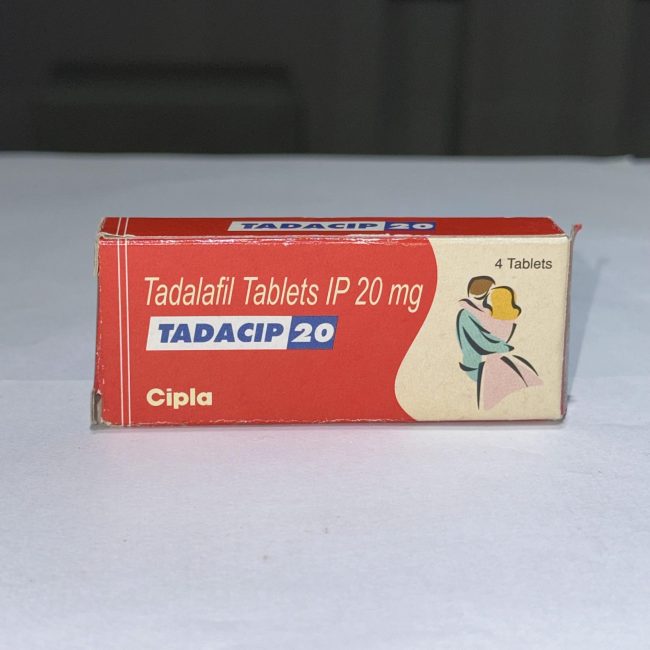 TADACIP 20
4 Tablets
Tadalafil Tablets IP 20 mg
TADACIP 20
Cipla